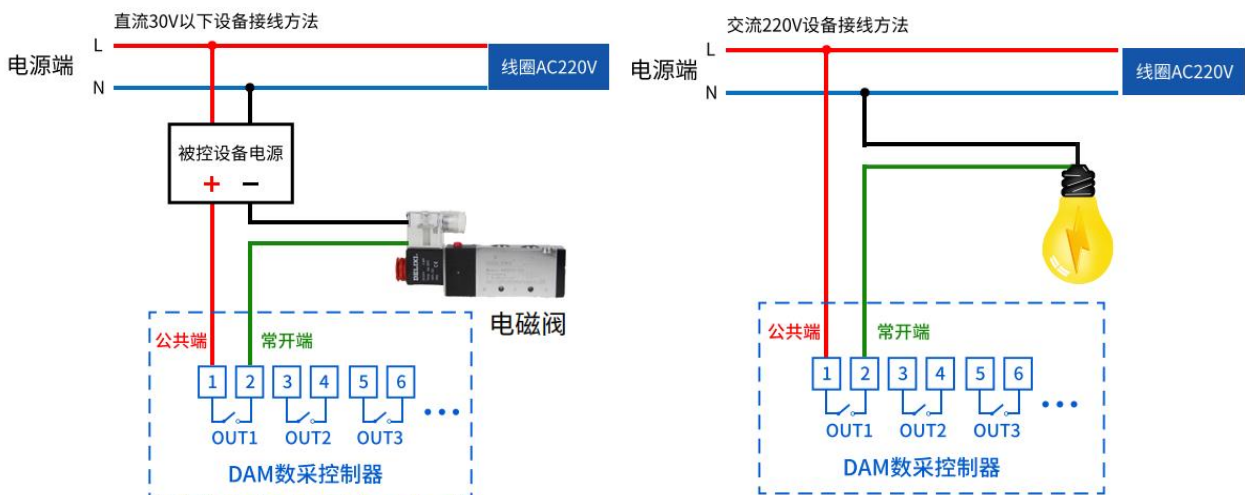 直流30V以下设备接线方法
L
电源端
线圈AC220V
N
被控设备电源
+ −
DELIXI
电磁阀
公共端
常开端
1 2 3 4 5 6
OUT1 OUT2 OUT3
DAM数采控制器
交流220V设备接线方法
L
电源端
线圈AC220V
N
公共端
常开端
1 2 3 4 5 6
OUT1 OUT2 OUT3
DAM数采控制器